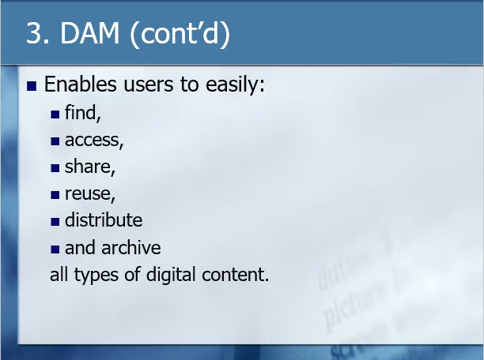 3. DAM (cont’d)
■ Enables users to easily:
■ find,
■ access,
■ share,
■ reuse,
■ distribute
■ and archive
all types of digital content.